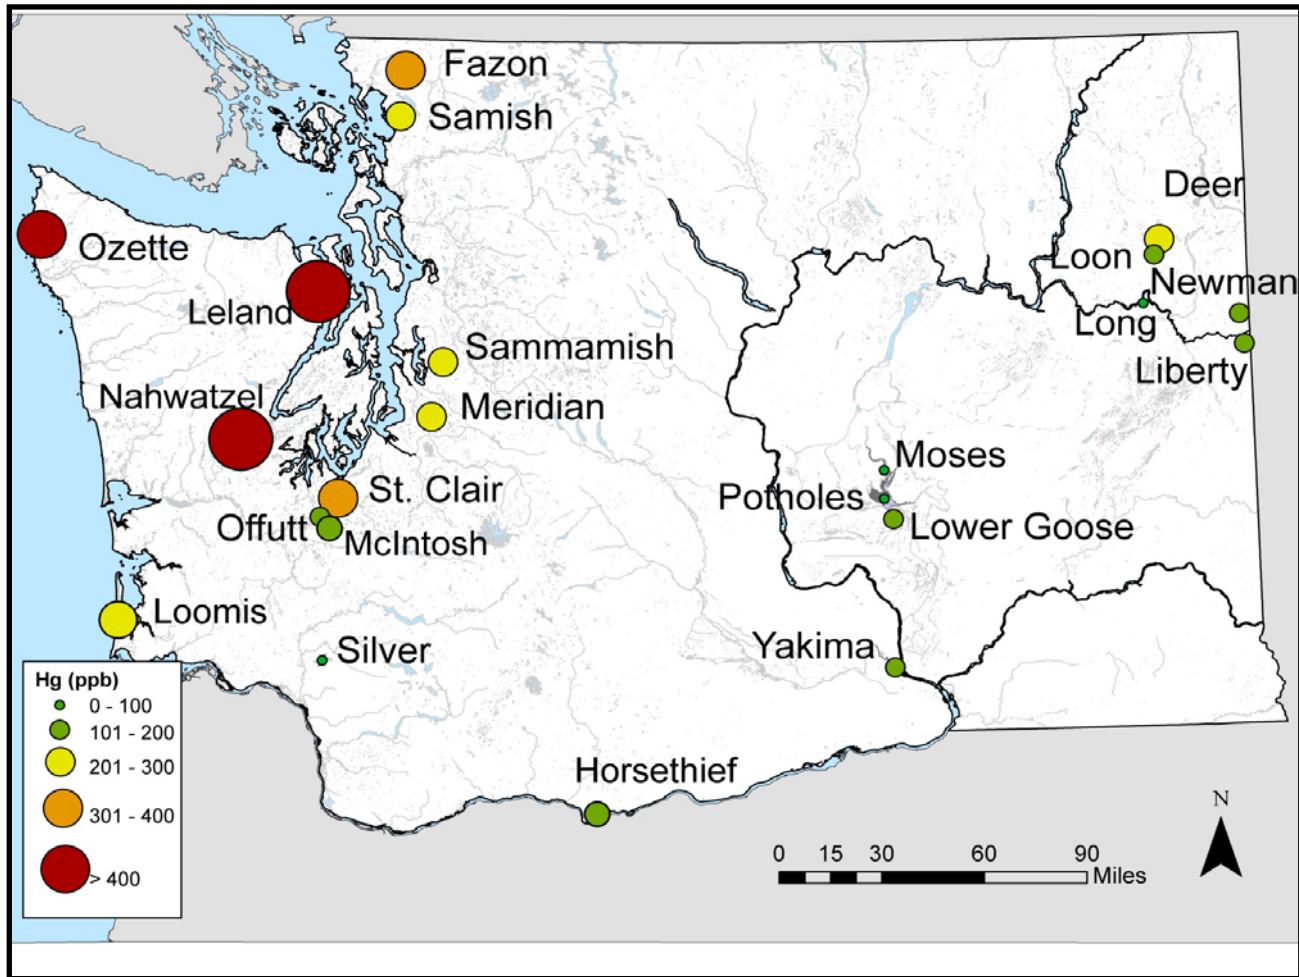 Fazon
Samish
Deer
Ozette
Loon
Newman
Leland
Long
Sammamish
Liberty
Nahwatzel
Meridian
Moses
St. Clair
Potholes
Offutt
Lower Goose
McIntosh
Loomis
Silver
Yakima
Horsethief
Hg (ppb)
0 - 100
101 - 200
201 - 300
301 - 400
> 400
N
0 15 30 60 90
Miles